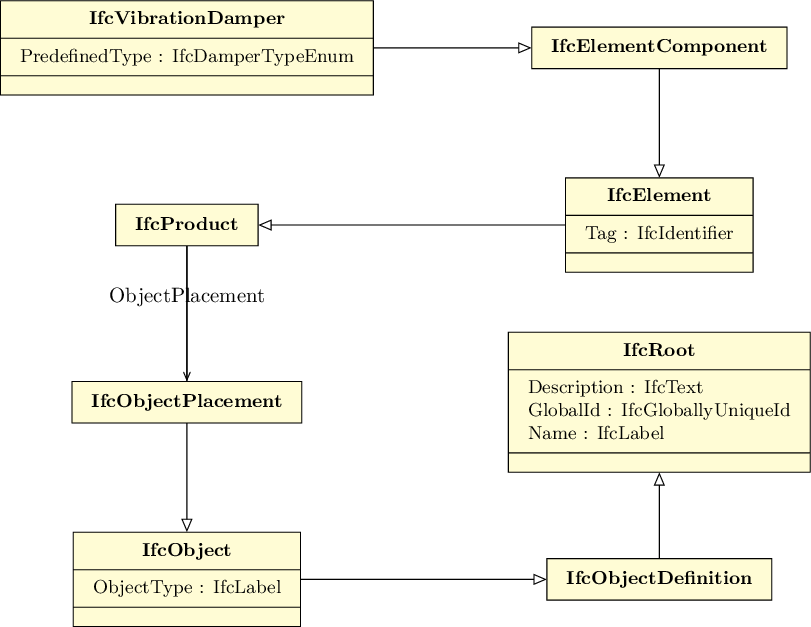 IfcVibrationDamper
PredefinedType : IfcDamperTypeEnum
IfcElementComponent
IfcElement
Tag : IfcIdentifier
IfcProduct
ObjectPlacement
IfcObjectPlacement
IfcRoot
Description : IfcText
GlobalId : IfcGloballyUniqueId
Name : IfcLabel
IfcObject
ObjectType : IfcLabel
IfcObjectDefinition